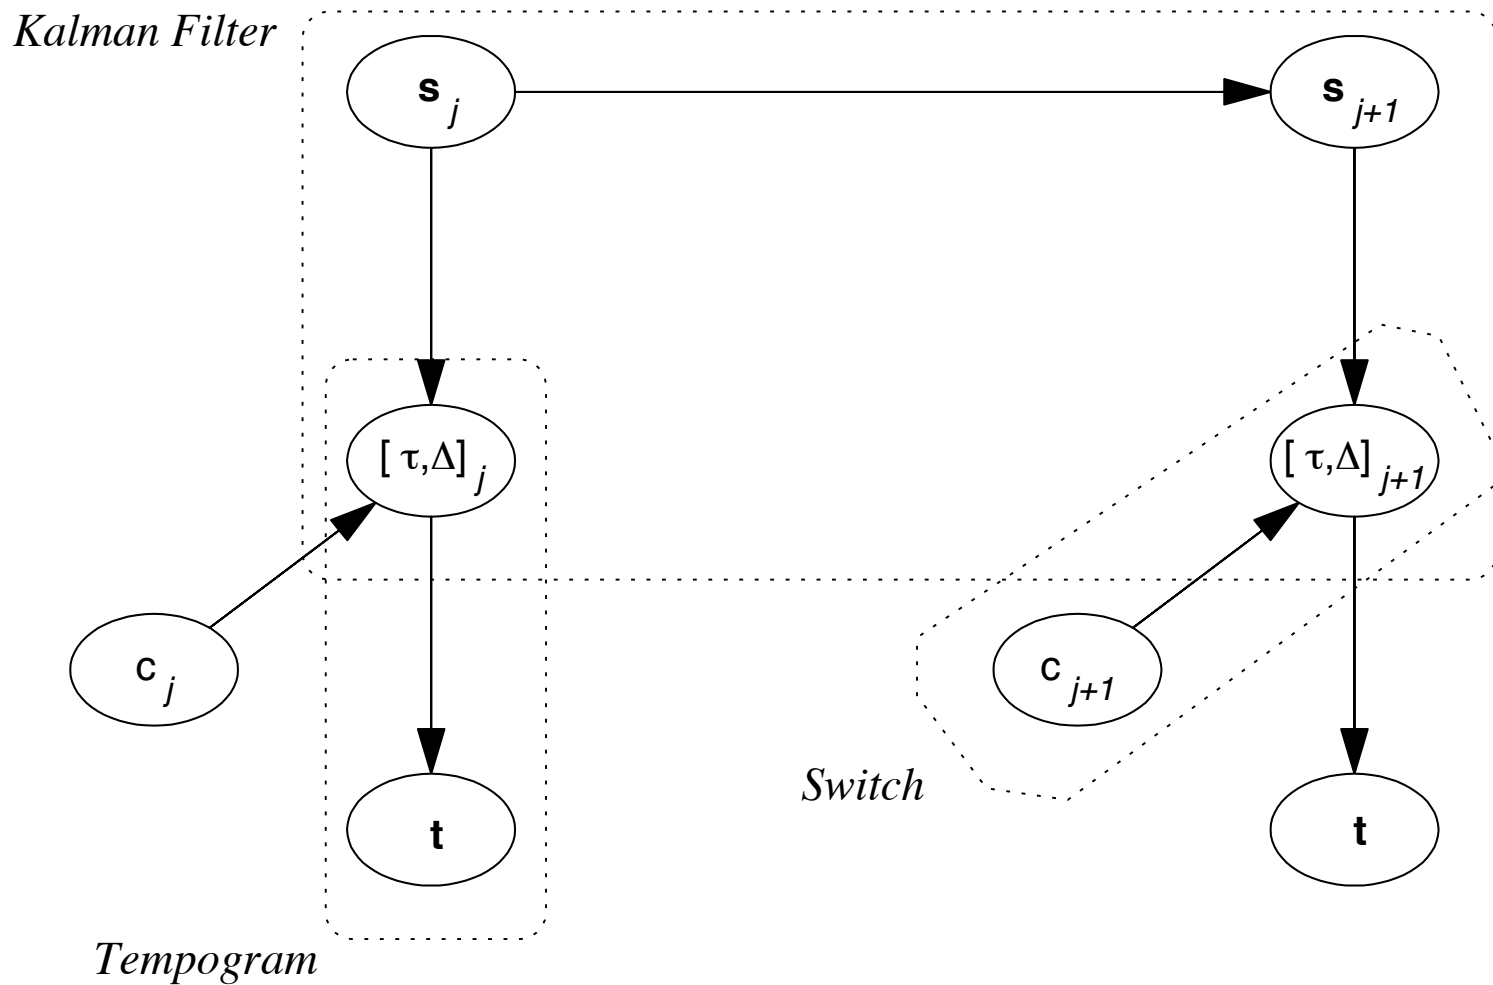 Kalman Filter
s j
s j+1
[ τ,Δ] j
[ τ,Δ] j+1
c j
c j+1
Switch
t
t
Tempogram